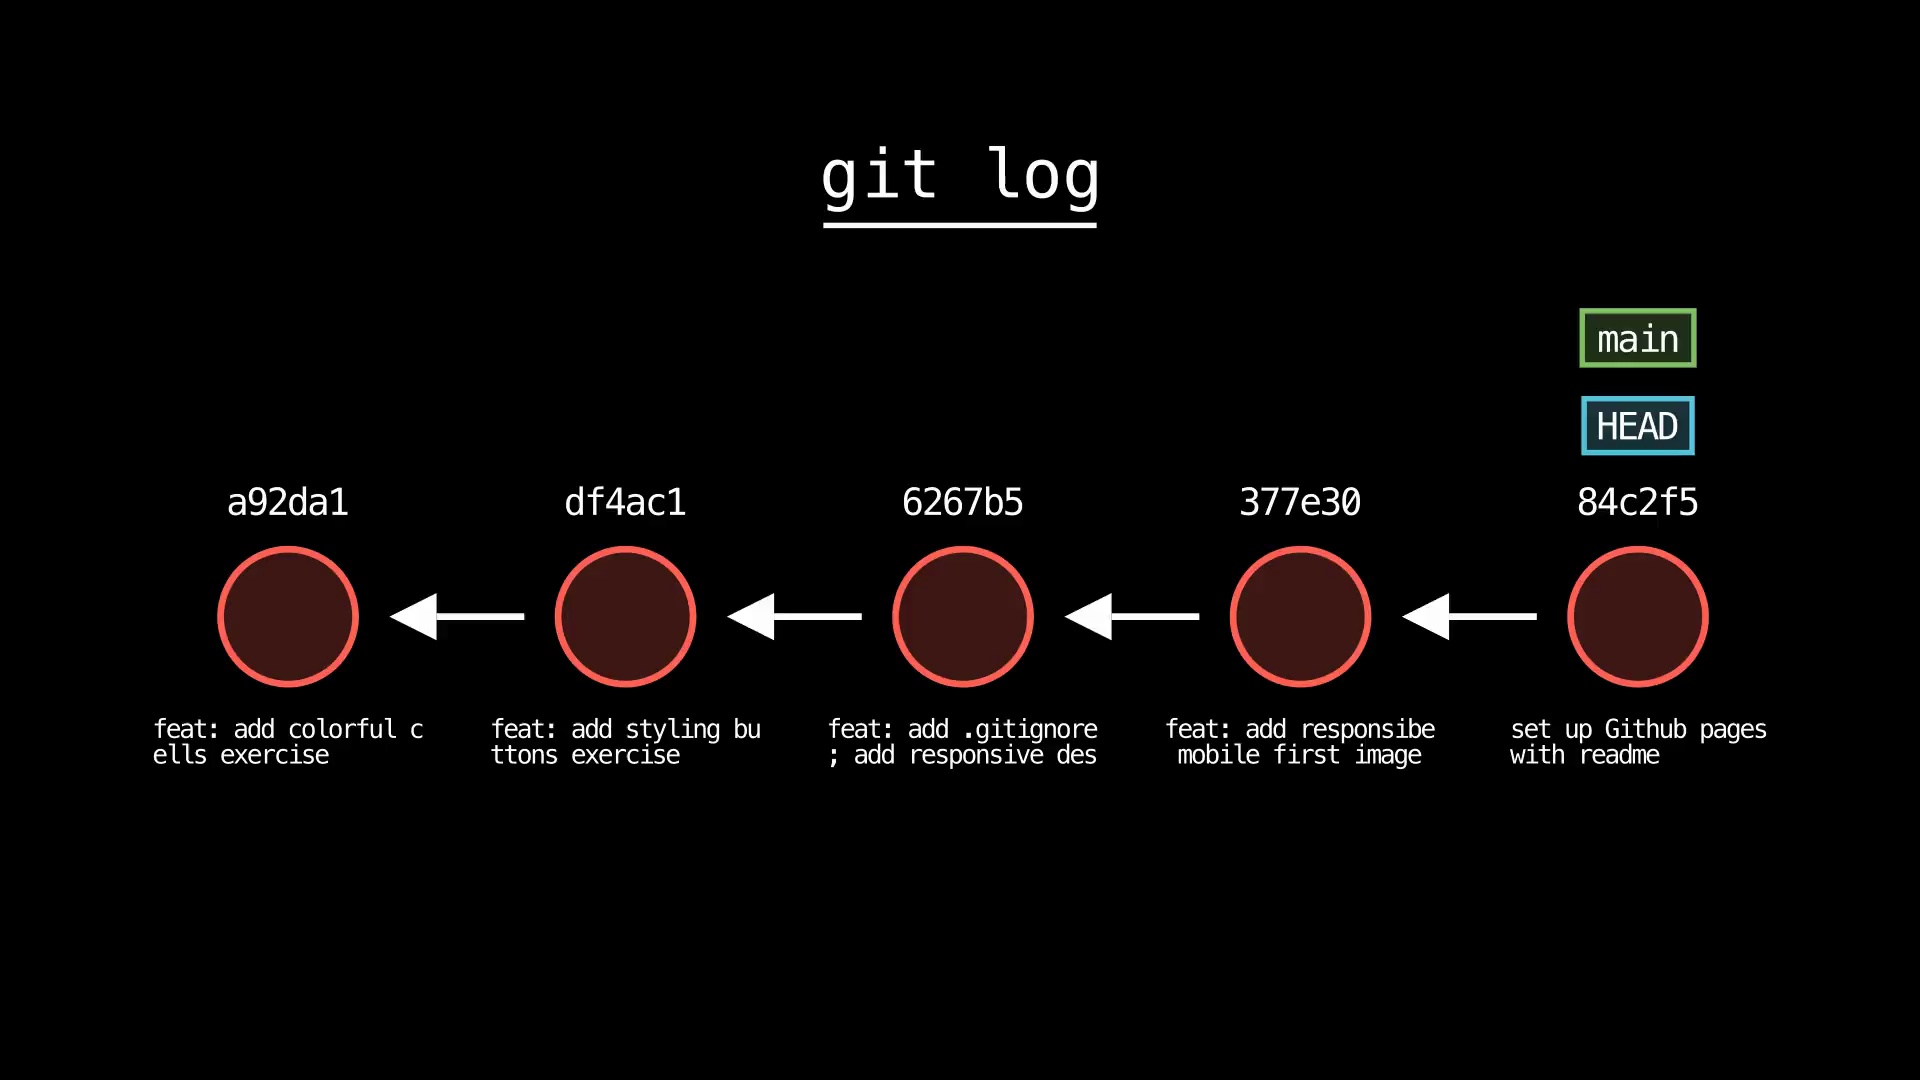 git log
main
HEAD
a92da1
df4ac1
6267b5
377e30
84c2f5
feat: add colorful c
ells exercise
feat: add styling bu
ttons exercise
feat: add .gitignore
; add responsive des
feat: add responsibe
mobile first image
set up Github pages
with readme